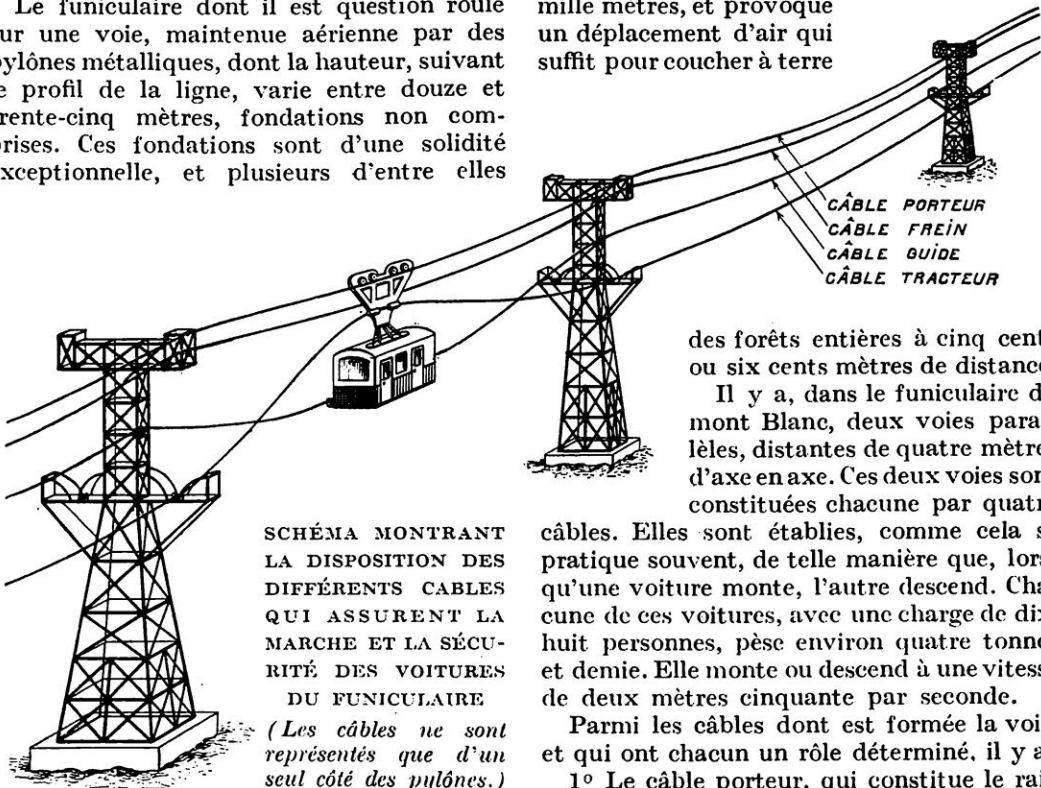 Le funiculaire dont il est question roule
ur une voie, maintenue aérienne par des
pylônes métalliques, dont la hauteur, suivant
e profil de la ligne, varie entre douze et
rente-cinq mètres, fondations non com-
prises. Ces fondations sont d'une solidité
exceptionnelle, et plusieurs d'entre elles
mille mètres, et provoque
un déplacement d'air qui
suffit pour coucher à terre
CÂBLE PORTEUR
CÂBLE FREIN
CÂBLE GUIDE
CÂBLE TRACTEUR
SCHÉMA MONTRANT
LA DISPOSITION DES
DIFFÉRENTS CABLES
QUI ASSURENT LA
MARCHE ET LA SÉCU-
RITÉ DES VOITURES
DU FUNICULAIRE
(Les câbles ne sont
représentés que d'un
seul côté des pylônes.)
des forêts entières à cinq cent
ou six cents mètres de distance
Il y a, dans le funiculaire d
mont Blanc, deux voies paral
lèles, distantes de quatre mètre
d'axe en axe. Ces deux voies son
constituées chacune par quatr
câbles. Elles sont établies, comme cela s
pratique souvent, de telle manière que, lors
qu'une voiture monte, l'autre descend. Cha
cune de ces voitures, avec une charge de dix
huit personnes, pèse environ quatre tonne
et demie. Elle monte ou descend à une vitess
de deux mètres cinquante par seconde.
Parmi les câbles dont est formée la voi
et qui ont chacun un rôle déterminé, il y a
1º Le câble porteur, qui constitue le rai